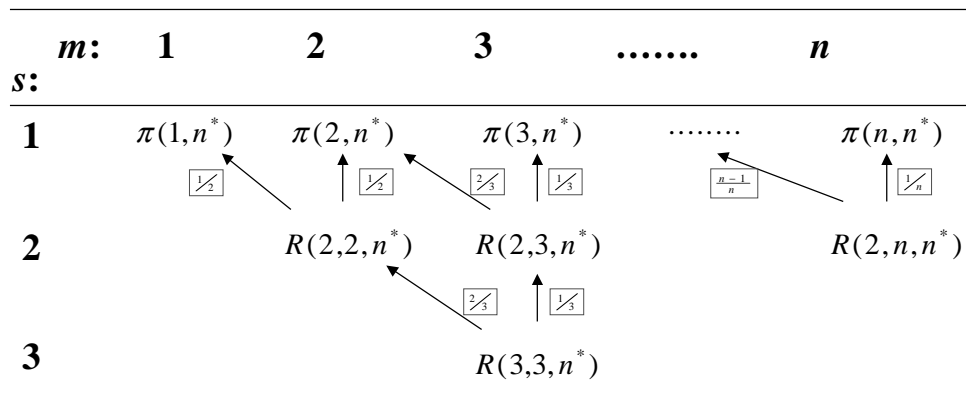 m: 1 2 3 ....... n
s:
1 π(1,n*) π(2,n*) π(3,n*) ........ π(n,n*)
1/2 1/2 2/3 1/3 n−1/n 1/n
2 R(2,2,n*) R(2,3,n*) R(2,n,n*)
2/3 1/3
3 R(3,3,n*)